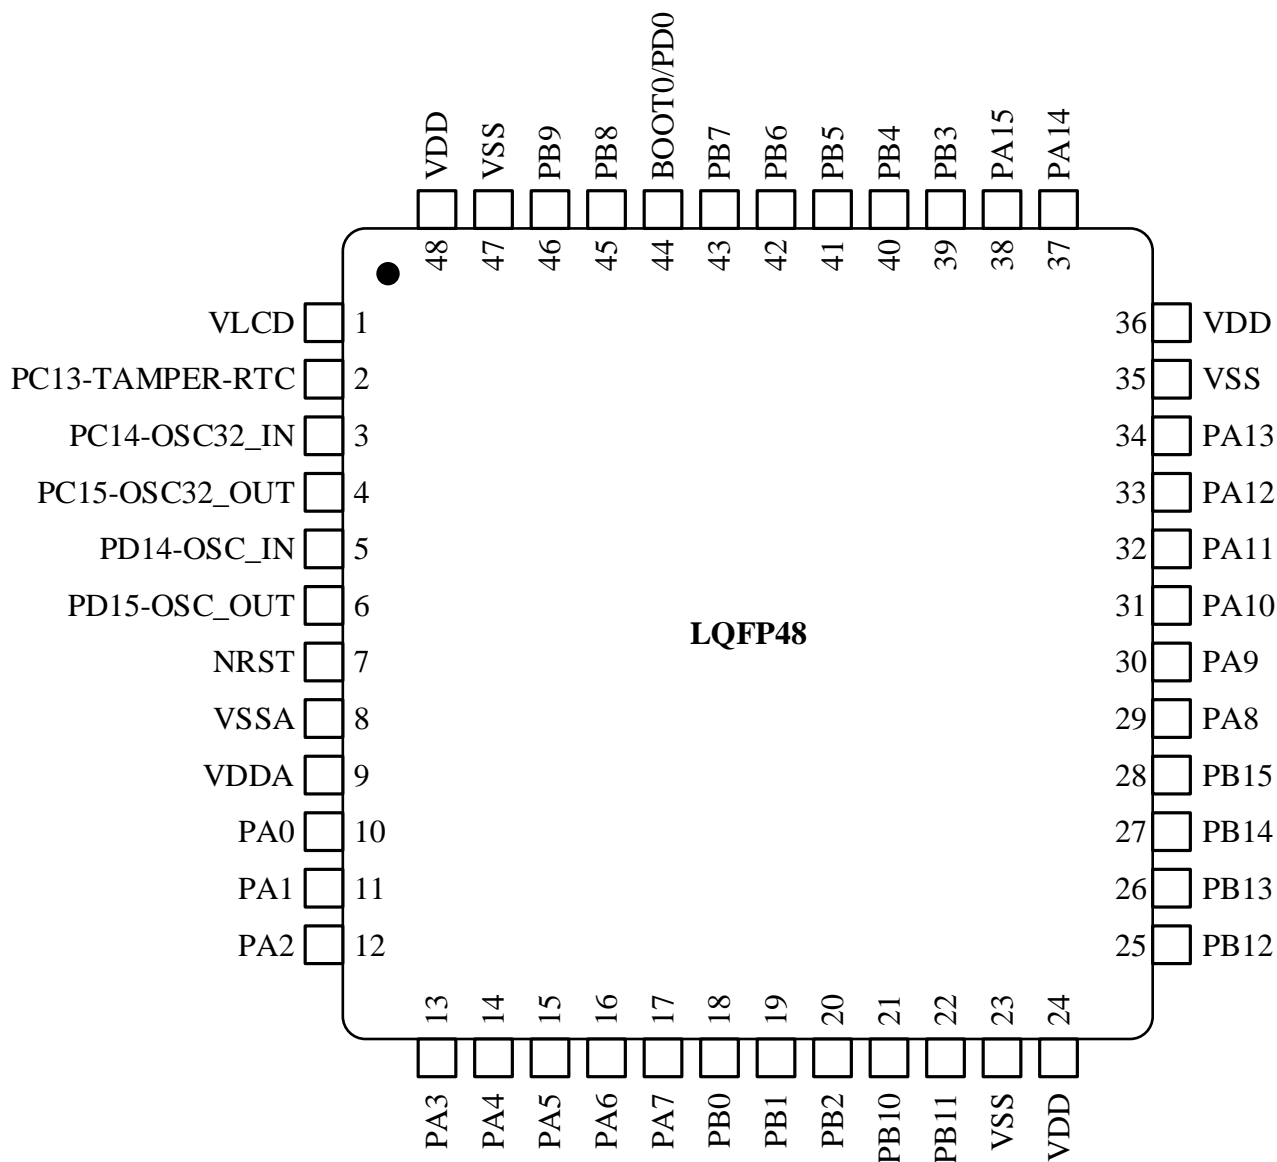 VDD
VSS
PB9
PB8
BOOT0/PD0
PB7
PB6
PB5
PB4
PB3
PA15
PA14
48
47
46
45
44
43
42
41
40
39
38
37
VLCD 1
36 VDD
PC13-TAMPER-RTC 2
35 VSS
PC14-OSC32_IN 3
34 PA13
PC15-OSC32_OUT 4
33 PA12
PD14-OSC_IN 5
32 PA11
PD15-OSC_OUT 6
31 PA10
LQFP48
NRST 7
30 PA9
VSSA 8
29 PA8
VDDA 9
28 PB15
PA0 10
27 PB14
PA1 11
26 PB13
PA2 12
25 PB12
13
14
15
16
17
18
19
20
21
22
23
24
PA3
PA4
PA5
PA6
PA7
PB0
PB1
PB2
PB10
PB11
VSS
VDD